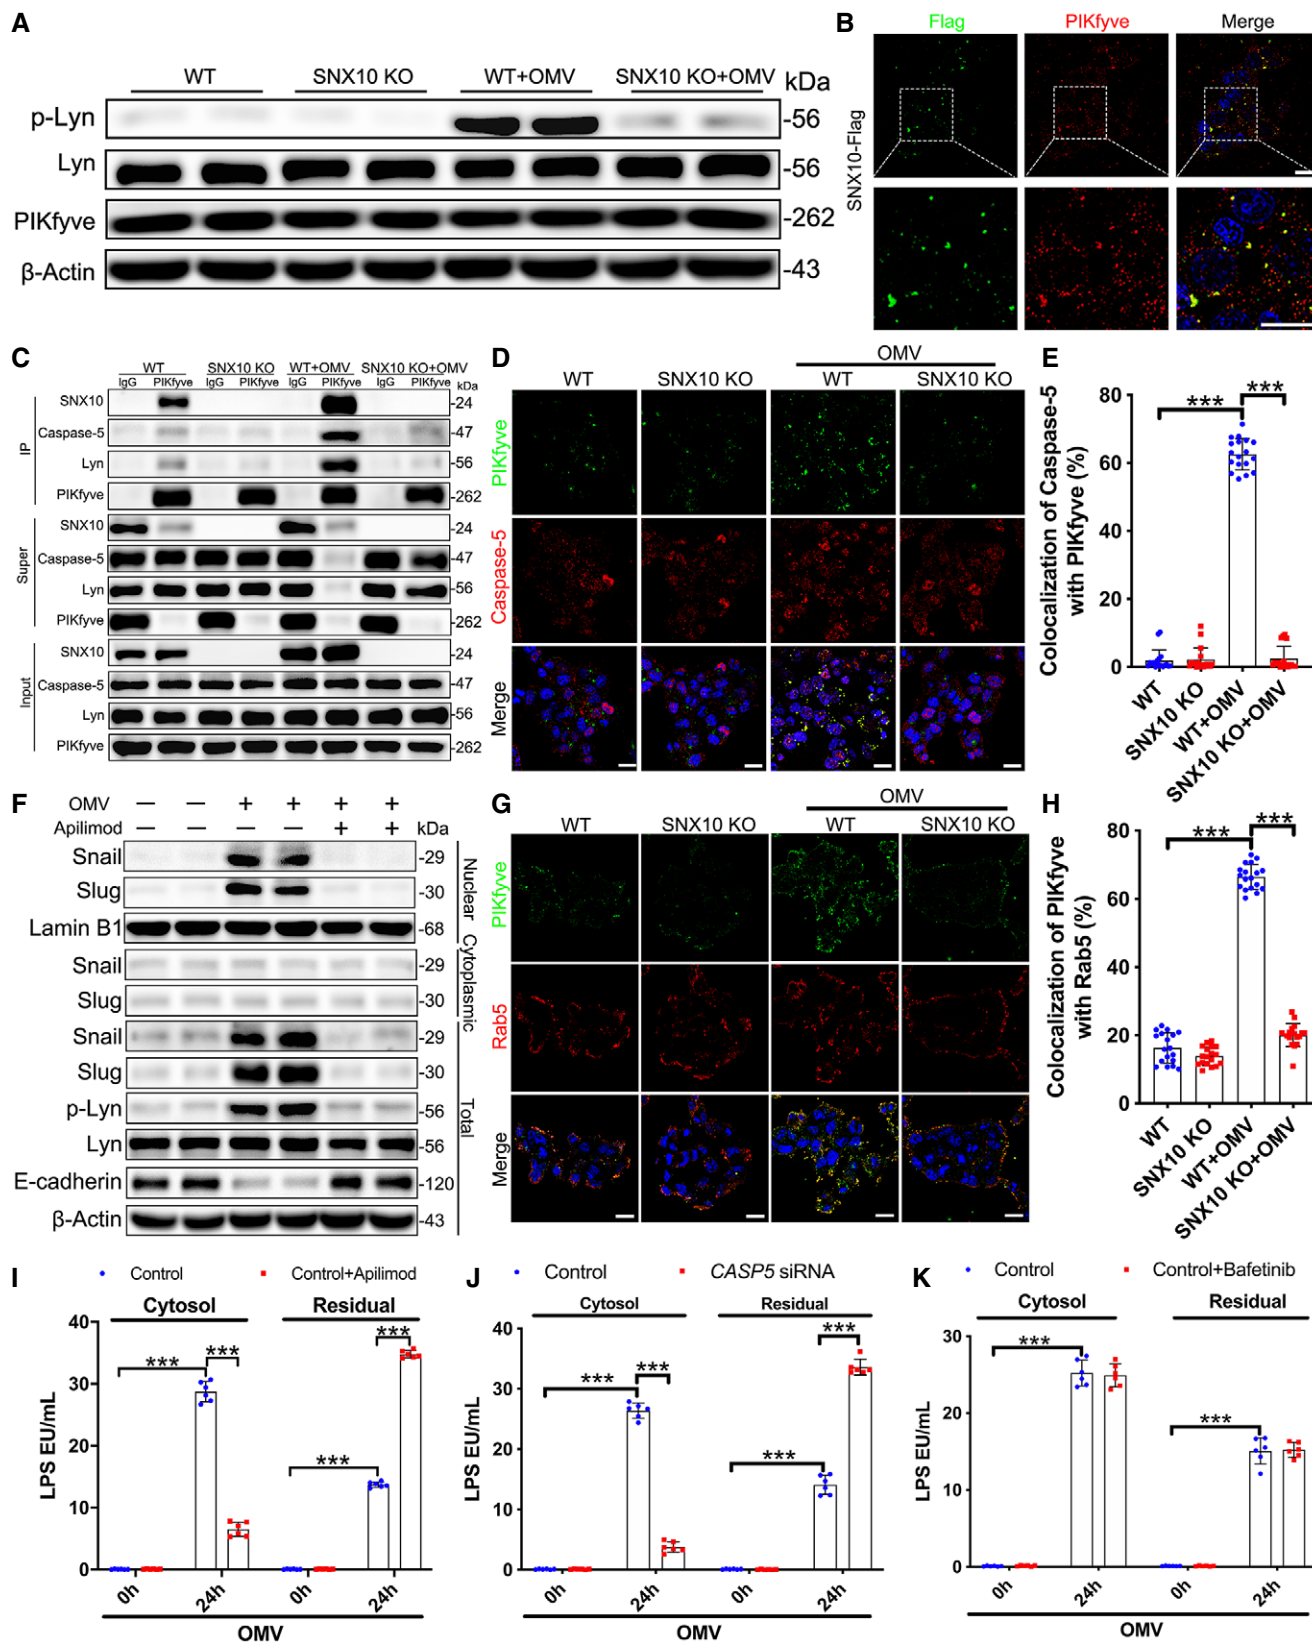 A
WT SNX10 KO WT+OMV SNX10 KO+OMV kDa
p-Lyn -56
Lyn -56
PIKfyve -262
β-Actin -43
B
Flag PIKfyve Merge
SNX10-Flag
C
WT SNX10 KO WT+OMV SNX10 KO+OMV
IgG PIKfyve IgG PIKfyve IgG PIKfyve IgG PIKfyve kDa
IP
SNX10 -24
Caspase-5 -47
Lyn -56
PIKfyve -262
Super
SNX10 -24
Caspase-5 -47
Lyn -56
PIKfyve -262
Input
SNX10 -24
Caspase-5 -47
Lyn -56
PIKfyve -262
D
OMV
WT SNX10 KO WT SNX10 KO
PIKfyve
Caspase-5
Merge
E
Colocalization of Caspase-5
with PIKfyve (%)
80
60
40
20
0
*** ***
WT
SNX10 KO
WT+OMV
SNX10 KO+OMV
F
OMV — — + + + +
Apilimod — — — — + + kDa
Snail -29
Slug -30
Lamin B1 -68
Nuclear
Snail -29
Slug -30
Cytoplasmic
Snail -29
Slug -30
p-Lyn -56
Lyn -56
E-cadherin -120
β-Actin -43
Total
G
OMV
WT SNX10 KO WT SNX10 KO
PIKfyve
Rab5
Merge
H
Colocalization of PIKfyve
with Rab5 (%)
80
60
40
20
0
*** ***
WT
SNX10 KO
WT+OMV
SNX10 KO+OMV
I
Control Control+Apilimod
Cytosol Residual
LPS EU/mL
40
30
20
10
0
*** *** *** ***
0h 24h 0h 24h
OMV
J
Control CASP5 siRNA
Cytosol Residual
LPS EU/mL
40
30
20
10
0
*** *** *** ***
0h 24h 0h 24h
OMV
K
Control Control+Bafetinib
Cytosol Residual
LPS EU/mL
30
20
10
0
*** ***
0h 24h 0h 24h
OMV